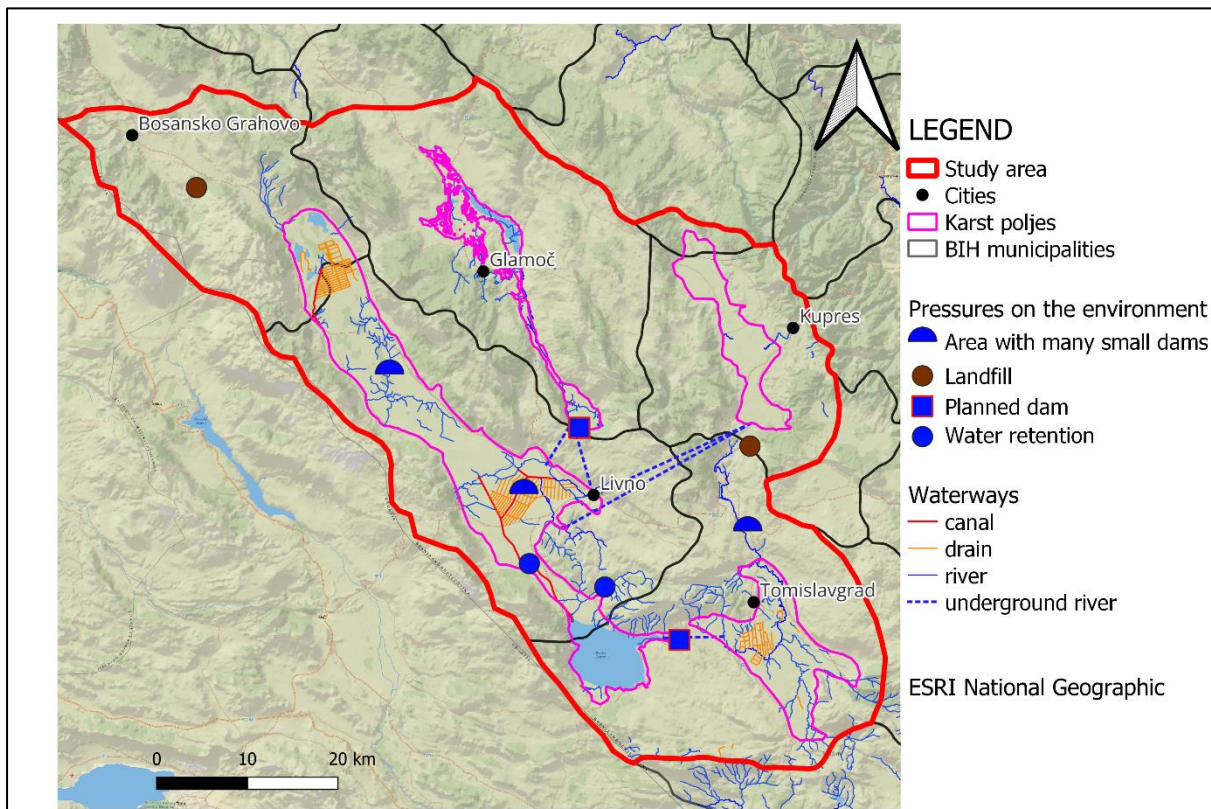 Bosansko Grahovo
Glamoč
Kupres
Livno
Tomislavgrad
0 10 20 km
LEGEND
Study area
Cities
Karst poljes
BIH municipalities
Pressures on the environment
Area with many small dams
Landfill
Planned dam
Water retention
Waterways
canal
drain
river
underground river
ESRI National Geographic